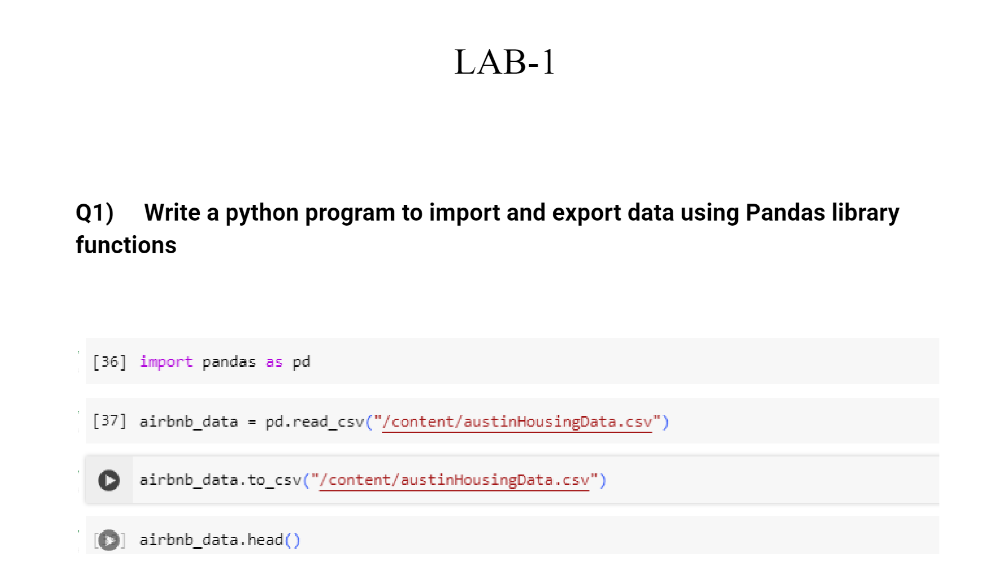 LAB-1
Q1) Write a python program to import and export data using Pandas library
functions
[36] import pandas as pd
[37] airbnb_data = pd.read_csv("/content/austinHousingData.csv")
airbnb_data.to_csv("/content/austinHousingData.csv")
[ ] airbnb_data.head()